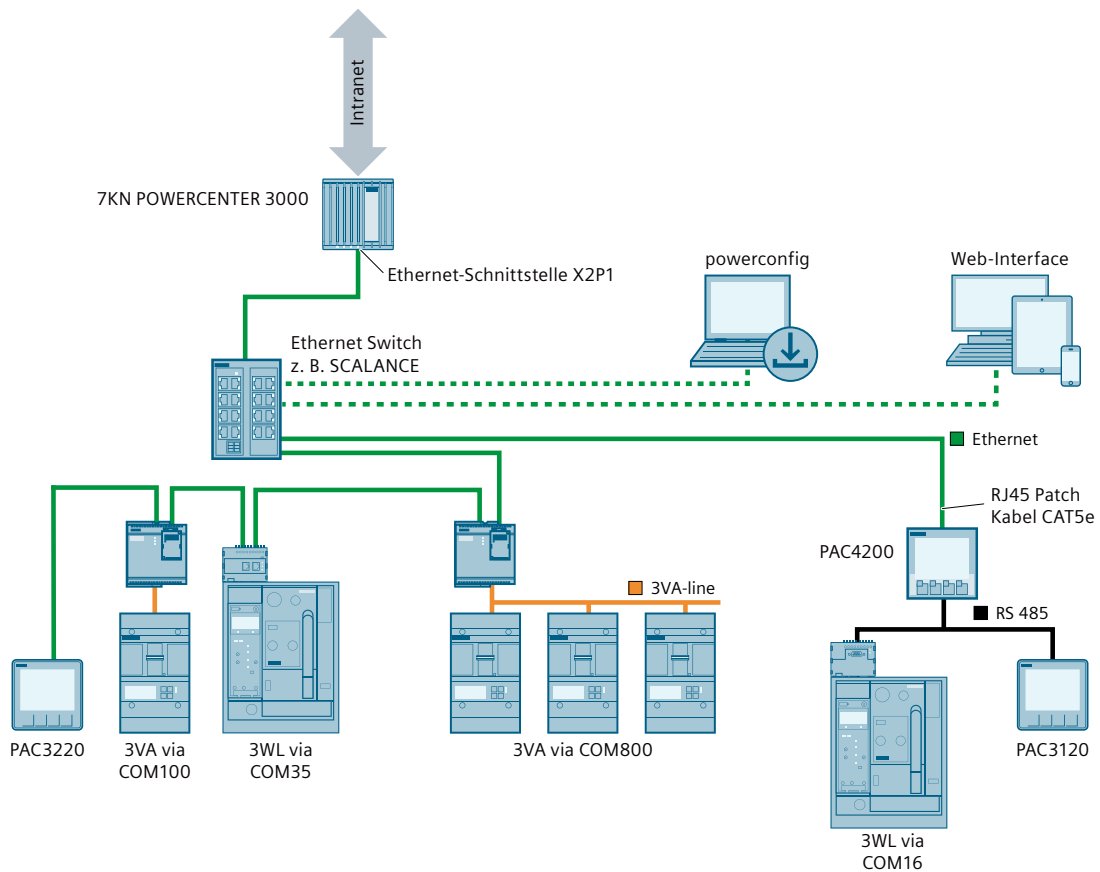 Intranet
7KN POWERCENTER 3000
Ethernet-Schnittstelle X2P1
powerconfig
Web-Interface
Ethernet Switch
z. B. SCALANCE
Ethernet
RJ45 Patch
Kabel CAT5e
PAC4200
3VA-line
RS 485
PAC3220
3VA via
COM100
3WL via
COM35
3VA via COM800
PAC3120
3WL via
COM16